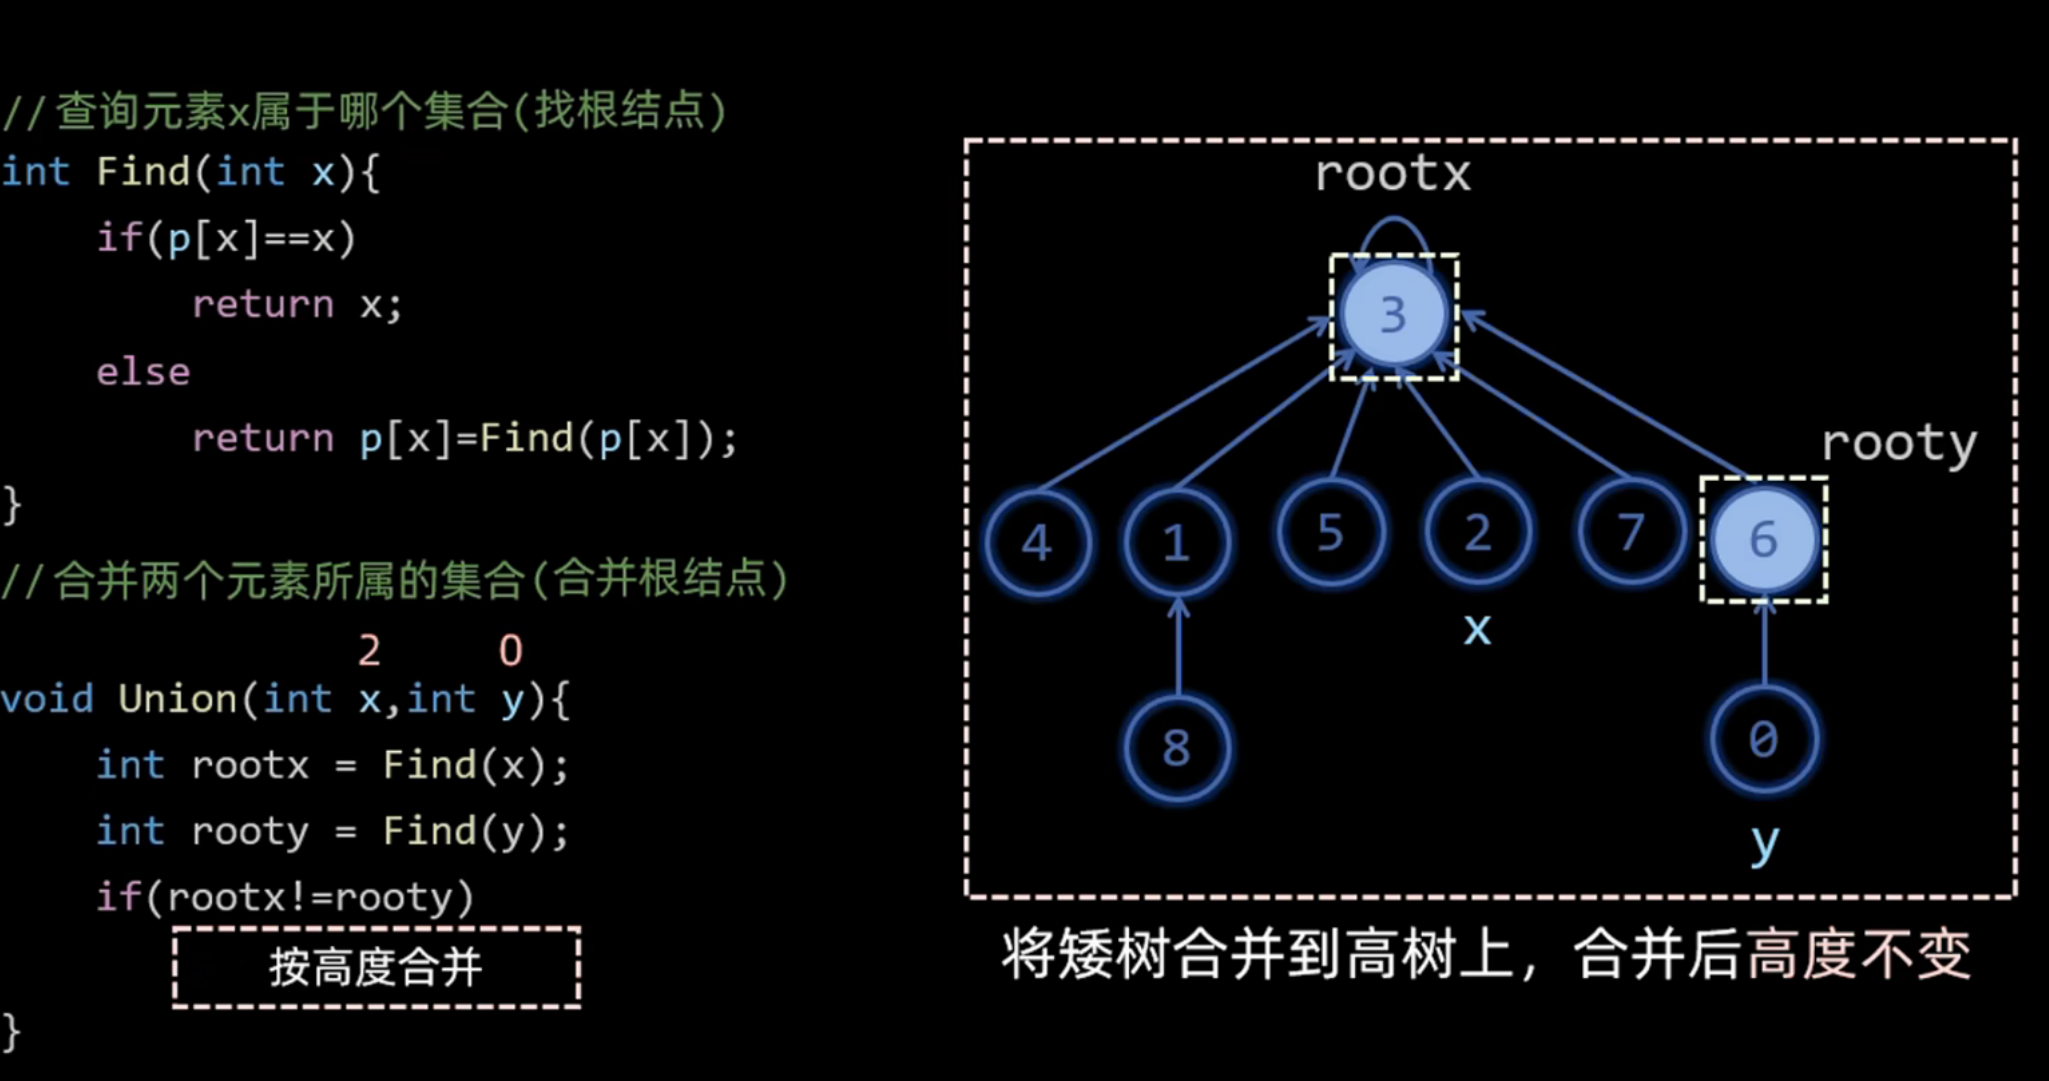 //查询元素x属于哪个集合(找根结点)
int Find(int x){
if(p[x]==x)
return x;
else
return p[x]=Find(p[x]);
}
//合并两个元素所属的集合(合并根结点)
2 0
void Union(int x,int y){
int rootx = Find(x);
int rooty = Find(y);
if(rootx!=rooty)
按高度合并
}
rootx
3
rooty
4 1 5 2 7 6
x
8 0
y
将矮树合并到高树上，合并后高度不变